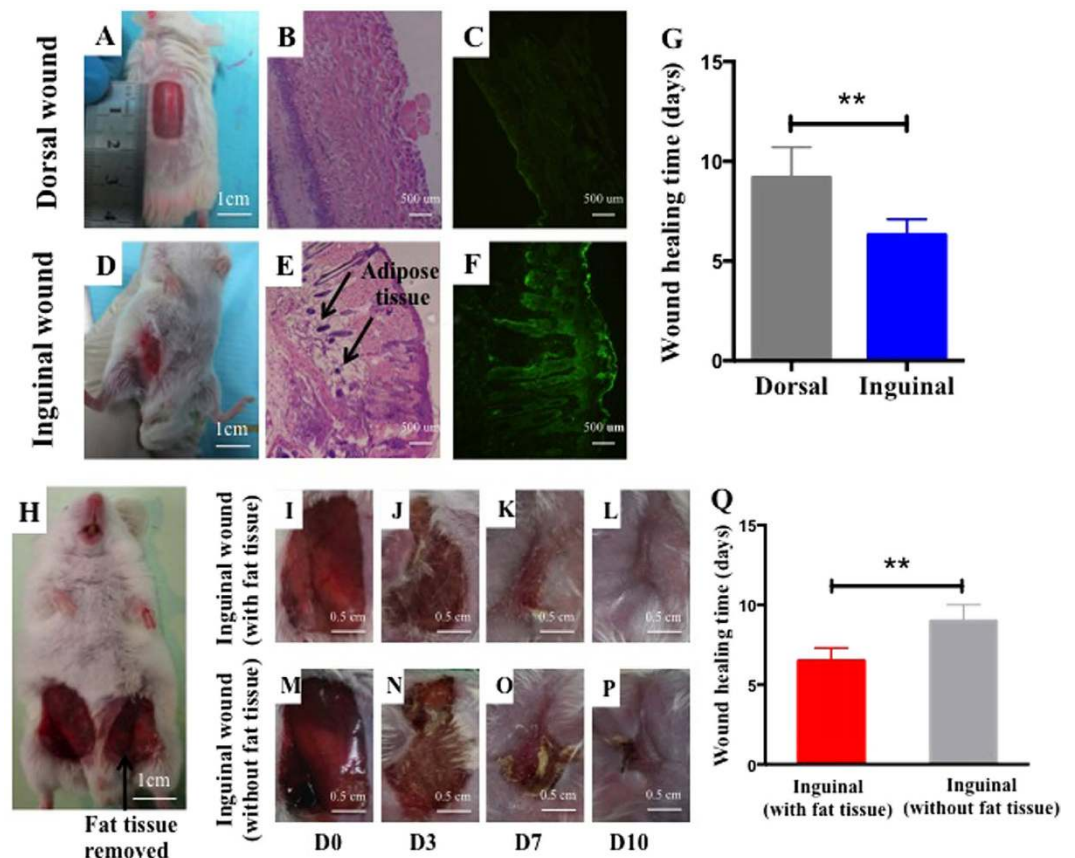 Dorsal wound
A
1cm
B
500 um
C
500 um
G
Wound healing time (days)
15
10
5
0
**
Dorsal
Inguinal
Inguinal wound
D
1cm
E
Adipose
tissue
500 um
F
500 um
H
1cm
Fat tissue
removed
Inguinal wound
(with fat tissue)
I
0.5 cm
J
0.5 cm
K
0.5 cm
L
0.5 cm
Inguinal wound
(without fat tissue)
M
0.5 cm
N
0.5 cm
O
0.5 cm
P
0.5 cm
D0
D3
D7
D10
Q
Wound healing time (days)
15
10
5
0
**
Inguinal
(with fat tissue)
Inguinal
(without fat tissue)